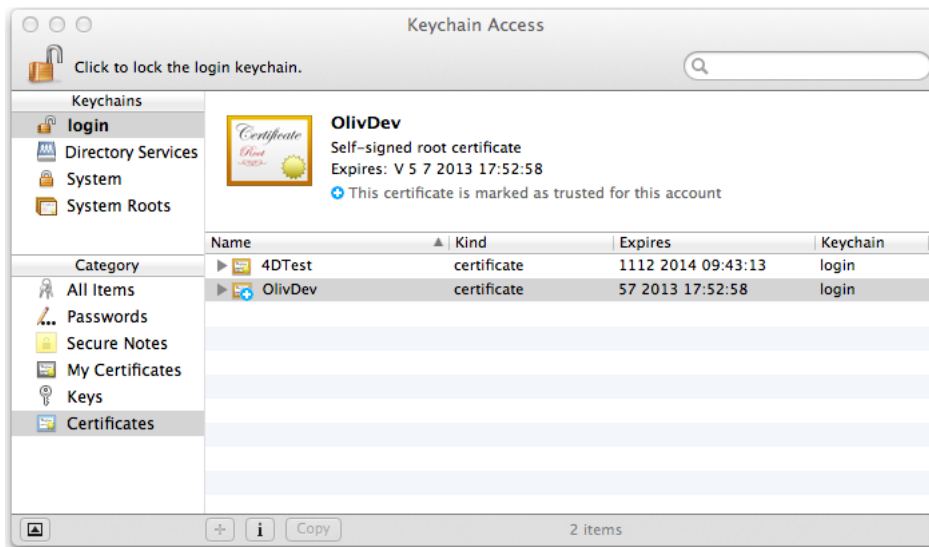 Keychain Access
Click to lock the login keychain.
Keychains
login
Directory Services
System
System Roots
Certificate
Root
OlivDev
Self-signed root certificate
Expires: V 5 7 2013 17:52:58
This certificate is marked as trusted for this account
Name Kind Expires Keychain
4DTest certificate 1112 2014 09:43:13 login
OlivDev certificate 57 2013 17:52:58 login
Category
All Items
Passwords
Secure Notes
My Certificates
Keys
Certificates
Copy
2 items